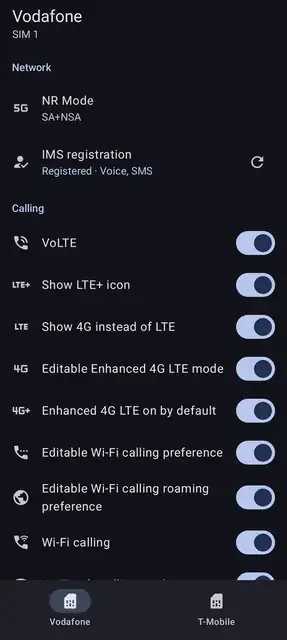 Vodafone
SIM 1
Network
5G
NR Mode
SA+NSA
IMS registration
Registered · Voice, SMS
Calling
VoLTE
LTE+
Show LTE+ icon
LTE
Show 4G instead of LTE
4G
Editable Enhanced 4G LTE mode
4G+
Enhanced 4G LTE on by default
Editable Wi-Fi calling preference
Editable Wi-Fi calling roaming
preference
Wi-Fi calling
Vodafone
T-Mobile